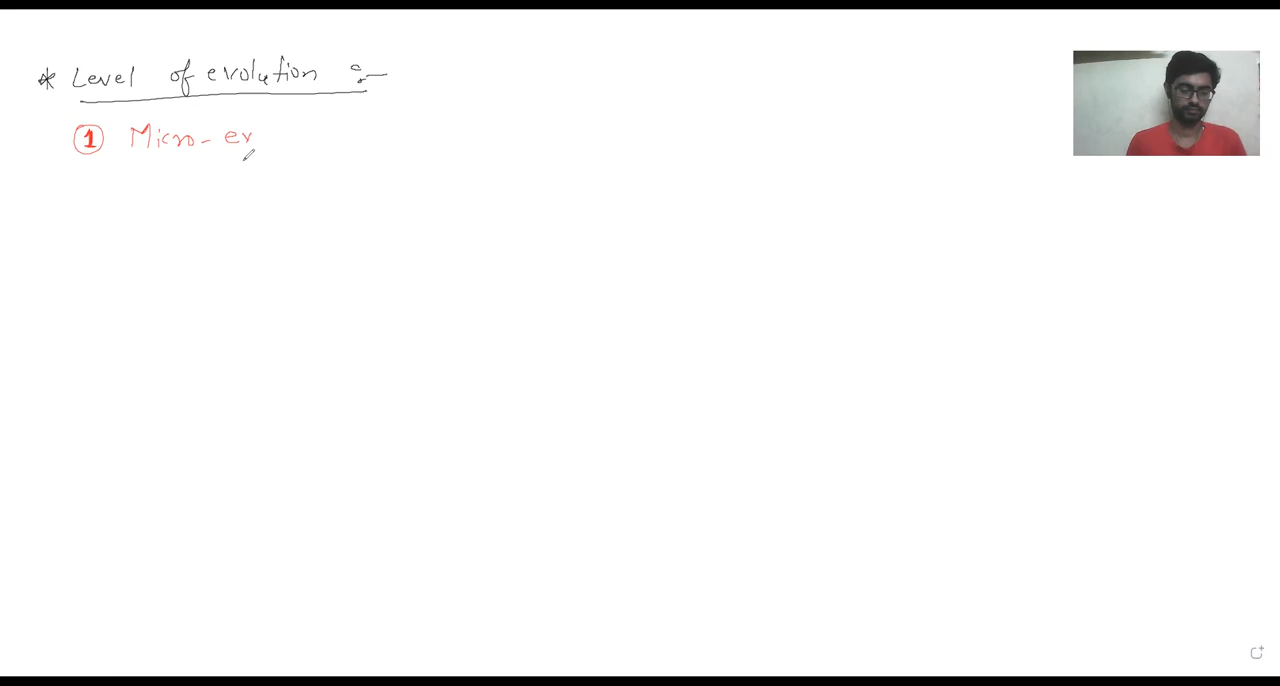 * Level of evolution :-
① Micro-ev